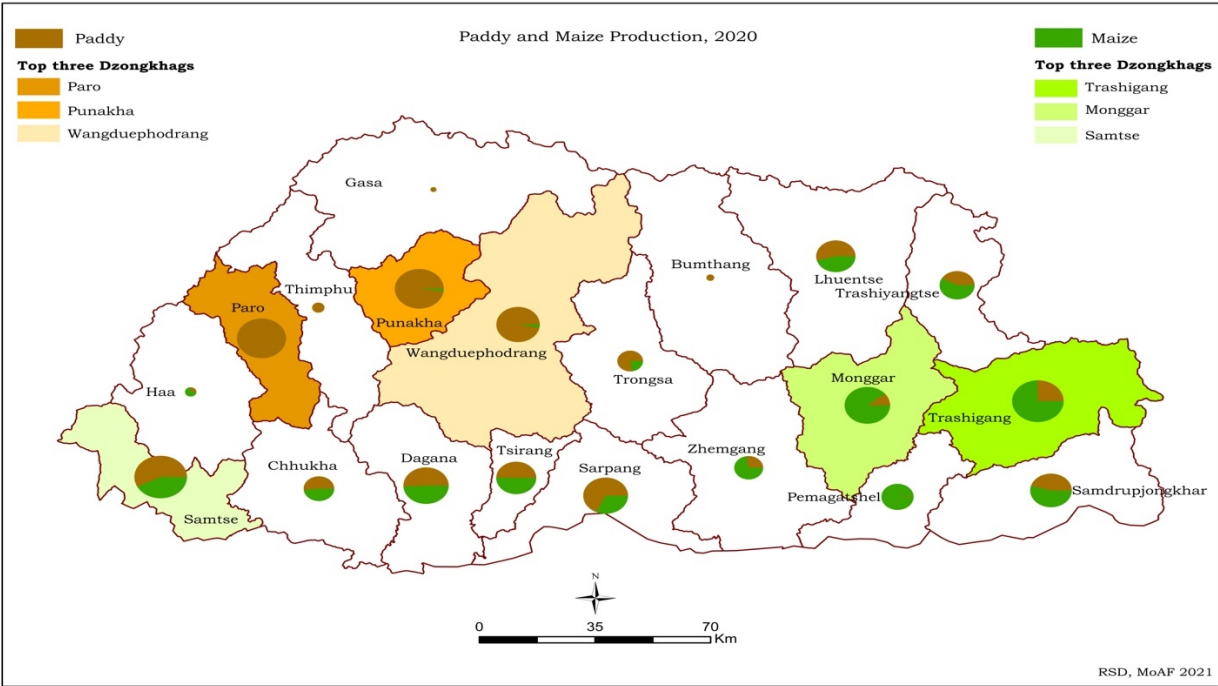 Paddy and Maize Production, 2020
Paddy
Top three Dzongkhags
Paro
Punakha
Wangduephodrang
Maize
Top three Dzongkhags
Trashigang
Monggar
Samtse
Gasa
Bumthang
Lhuentse
Trashiyangtse
Thimphu
Paro
Punakha
Wangduephodrang
Trongsa
Monggar
Trashigang
Haa
Chhukha
Dagana
Tsirang
Sarpang
Zhemgang
Pemagatshel
Samdrupjongkhar
Samtse
N
0 35 70
Km
RSD, MoAF 2021